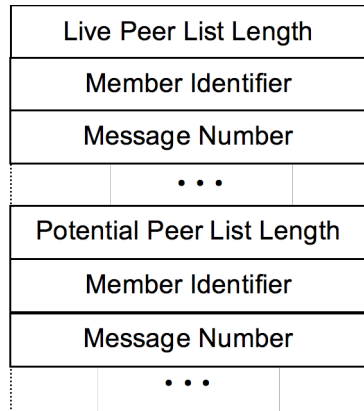 Live Peer List Length
Member Identifier
Message Number
• • •
Potential Peer List Length
Member Identifier
Message Number
• • •